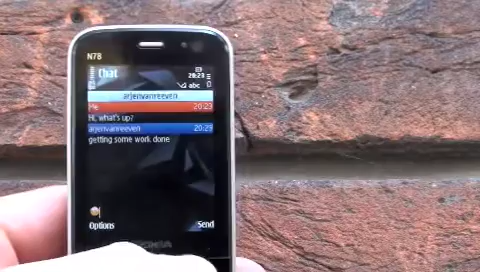 N78
chat
20:23
abc
arjenvanreeven
Me 20:23
Hi, what's up?
arjenvanreeven 20:23
getting some work done
Options Send
NOKIA